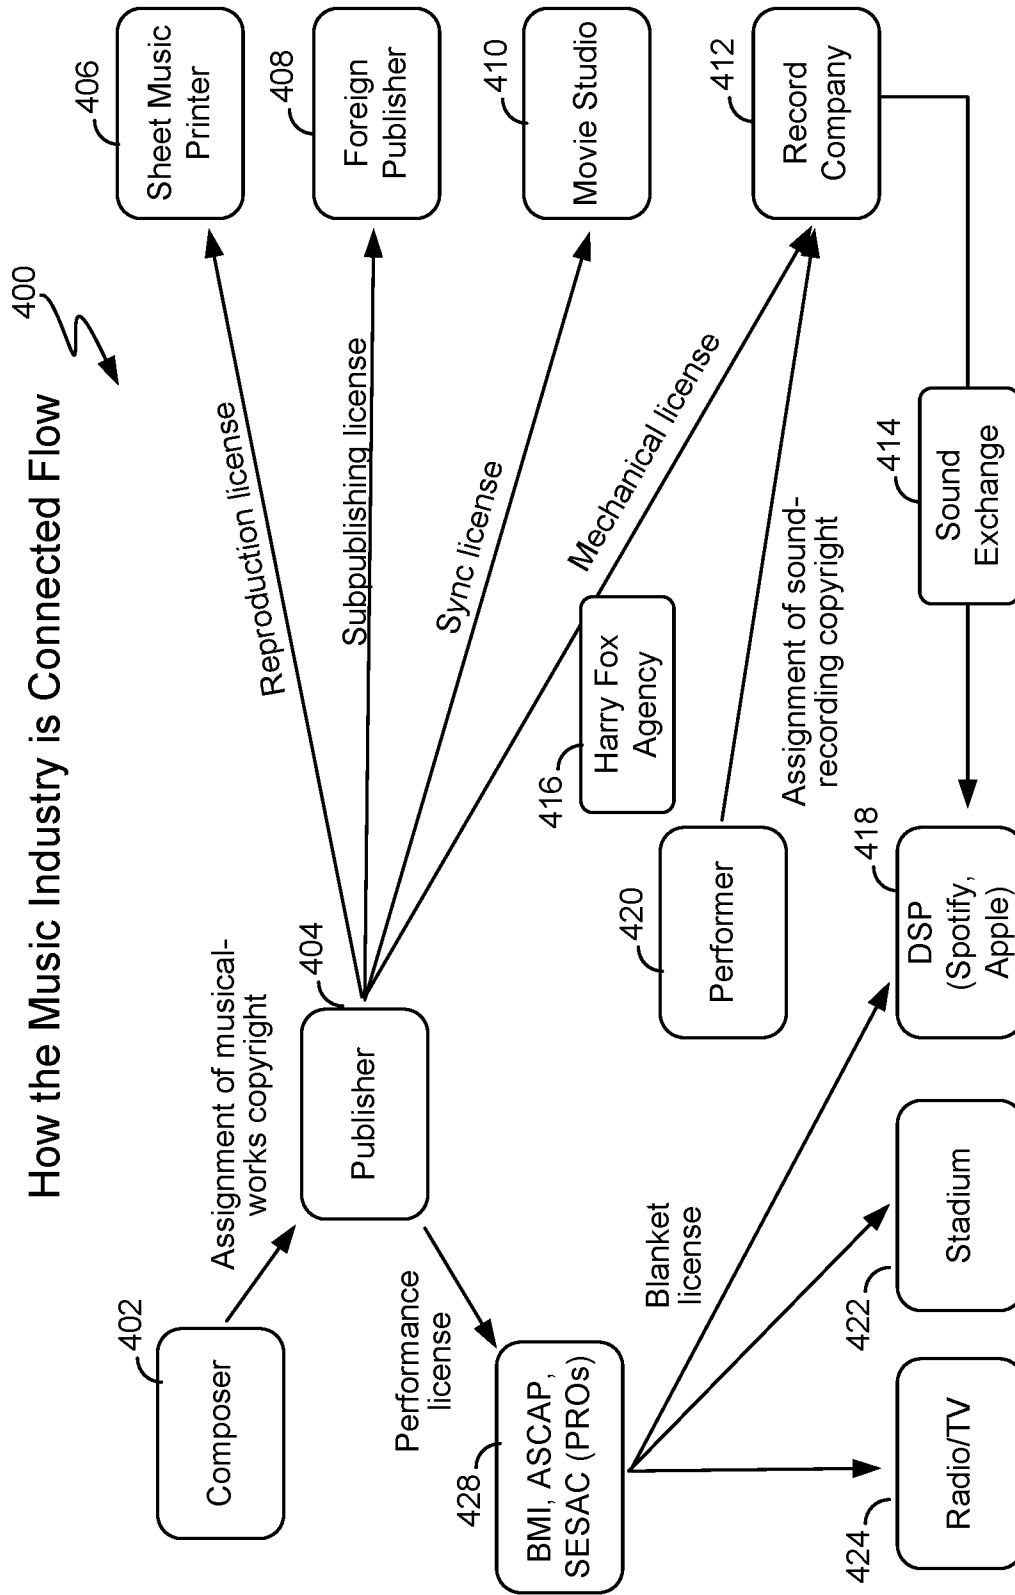 How the Music Industry is Connected Flow
400
402
Composer
Assignment of musical-
works copyright
404
Publisher
Reproduction license
406
Sheet Music
Printer
Subpublishing license
408
Foreign
Publisher
Sync license
410
Movie Studio
Mechanical license
412
Record
Company
416
Harry Fox
Agency
Performance
license
428
BMI, ASCAP,
SESAC (PROs)
420
Performer
Assignment of sound-
recording copyright
Blanket
license
414
Sound
Exchange
424
Radio/TV
422
Stadium
418
DSP
(Spotify,
Apple)